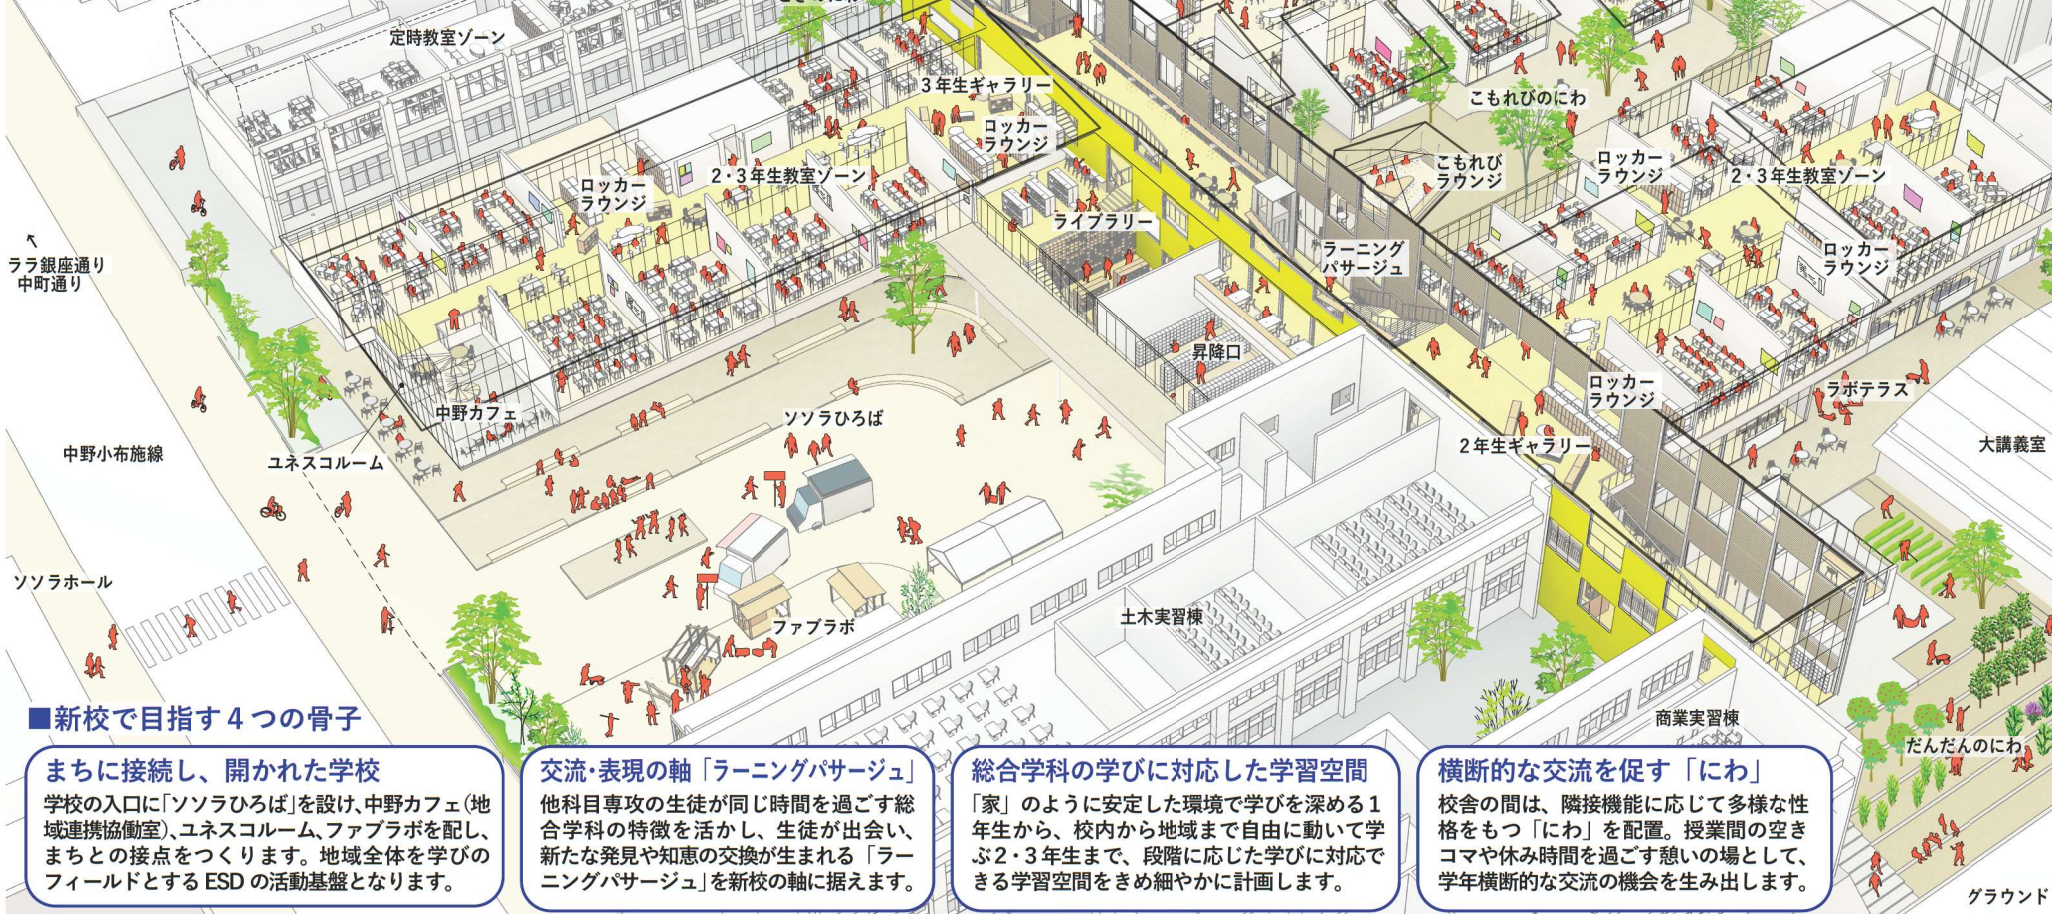 定時教室ゾーン
3年生ギャラリー
ロッカー
ラウンジ
こもれびのにわ
こもれび
ラウンジ
ロッカー
ラウンジ
2・3年生教室ゾーン
2・3年生教室ゾーン
ロッカー
ラウンジ
ライブラリー
ラーニング
パサージュ
ロッカー
ラウンジ
↖
ララ銀座通り
中町通り
昇降口
ロッカー
ラウンジ
ラボテラス
中野カフェ
ソソラひろば
2年生ギャラリー
大講義室
中野小布施線
ユネスコルーム
ソソラホール
ファブラボ
土木実習棟
商業実習棟
だんだんのにわ
グラウンド
■新校で目指す4つの骨子
まちに接続し、開かれた学校
学校の入口に「ソソラひろば」を設け、中野カフェ(地
域連携協働室)、ユネスコルーム、ファブラボを配し、
まちとの接点をつくります。地域全体を学びの
フィールドとする ESD の活動基盤となります。
交流・表現の軸「ラーニングパサージュ」
他科目専攻の生徒が同じ時間を過ごす総
合学科の特徴を活かし、生徒が出会い、
新たな発見や知恵の交換が生まれる「ラー
ニングパサージュ」を新校の軸に据えます。
総合学科の学びに対応した学習空間
「家」のように安定した環境で学びを深める1
年生から、校内から地域まで自由に動いて学
ぶ2・3年生まで、段階に応じた学びに対応で
きる学習空間をきめ細やかに計画します。
横断的な交流を促す「にわ」
校舎の間は、隣接機能に応じて多様な性
格をもつ「にわ」を配置。授業間の空き
コマや休み時間を過ごす憩いの場として、
学年横断的な交流の機会を生み出します。